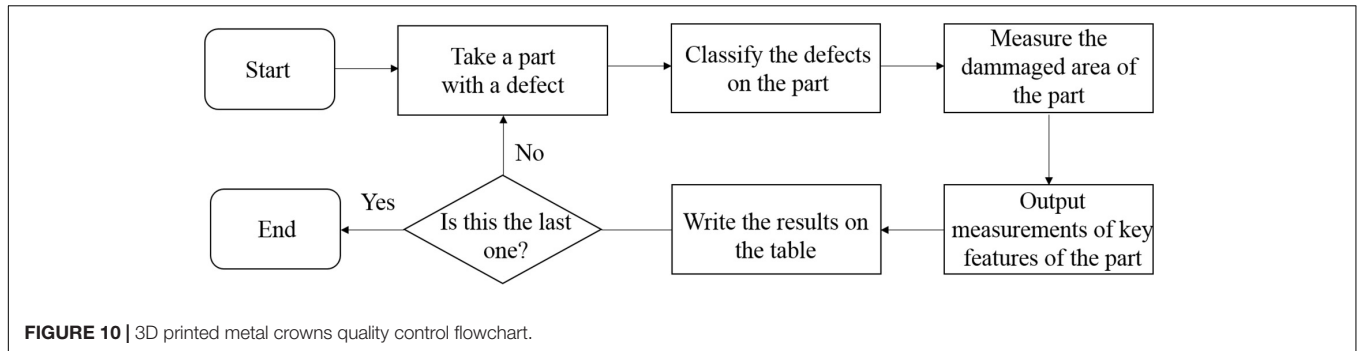 Start
Take a part
with a defect
Classify the defects
on the part
Measure the
dammaged area of
the part
No
Yes
End
Is this the last
one?
Write the results on
the table
Output
measurements of key
features of the part
FIGURE 10 | 3D printed metal crowns quality control flowchart.